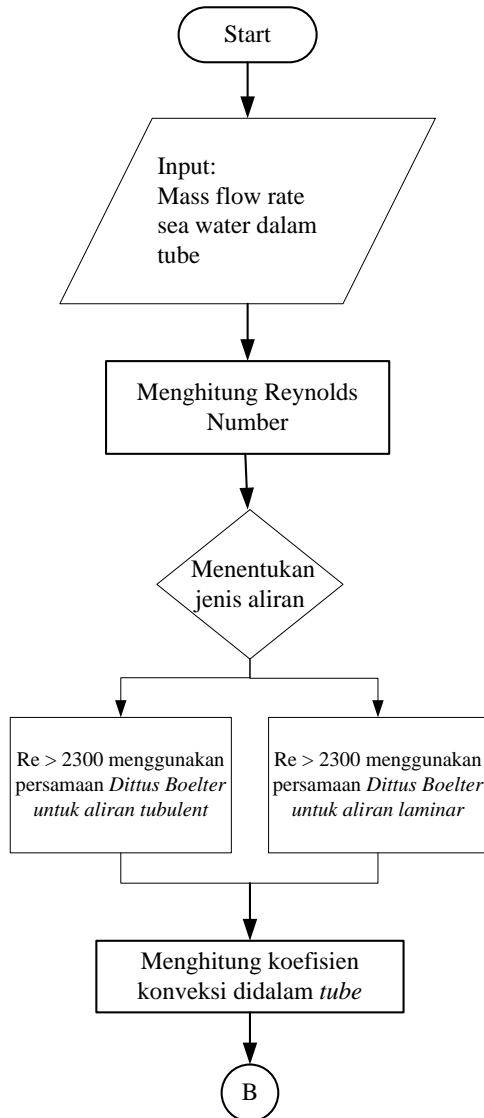 Start
Input:
Mass flow rate
sea water dalam
tube
Menghitung Reynolds
Number
Menentukan
jenis aliran
Re > 2300 menggunakan
persamaan Dittus Boelter
untuk aliran tubulent
Re > 2300 menggunakan
persamaan Dittus Boelter
untuk aliran laminar
Menghitung koefisien
konveksi didalam tube
B